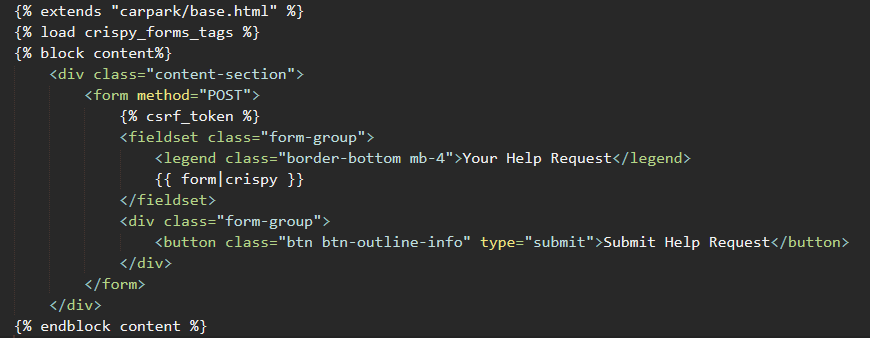 {% extends "carpark/base.html" %}
{% load crispy_forms_tags %}
{% block content%}
    <div class="content-section">
        <form method="POST">
            {% csrf_token %}
            <fieldset class="form-group">
                <legend class="border-bottom mb-4">Your Help Request</legend>
                {{ form|crispy }}
            </fieldset>
            <div class="form-group">
                <button class="btn btn-outline-info" type="submit">Submit Help Request</button>
            </div>
        </form>
    </div>
{% endblock content %}